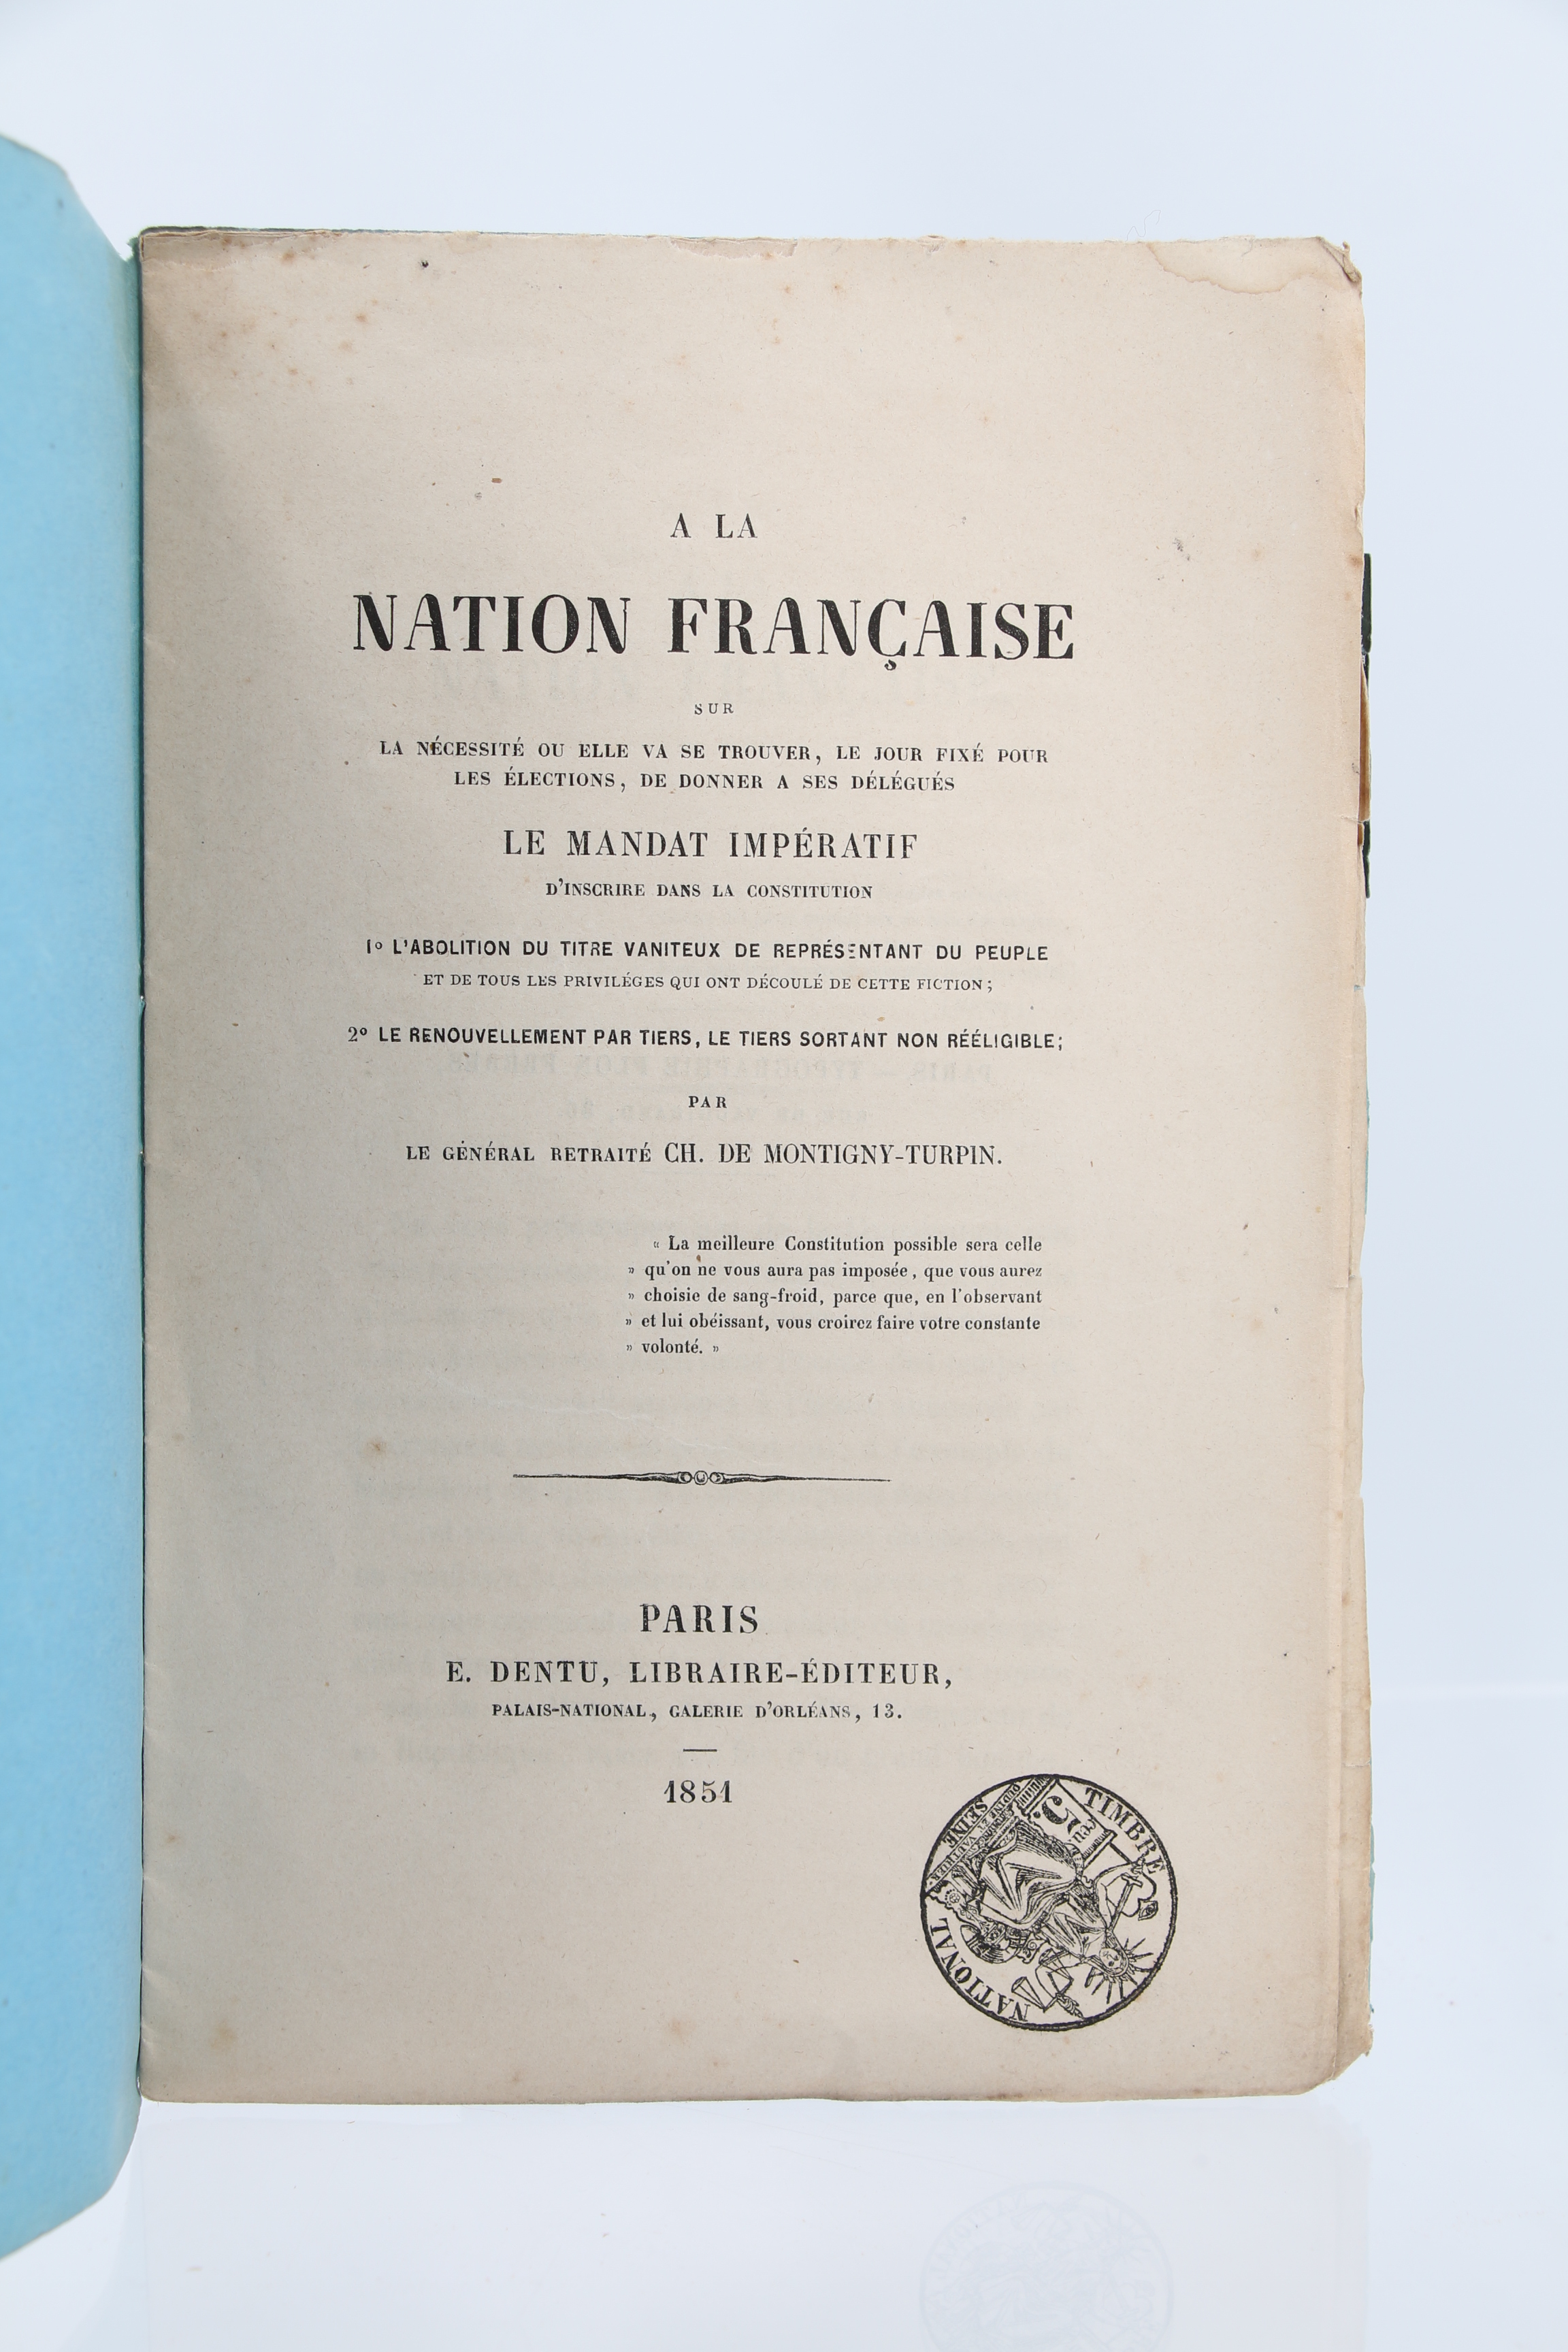 A LA
NATION FRANÇAISE
SUR
LA NÉCESSITÉ OU ELLE VA SE TROUVER, LE JOUR FIXÉ POUR
LES ÉLECTIONS, DE DONNER A SES DÉLÉGUÉS
LE MANDAT IMPÉRATIF
D'INSCRIRE DANS LA CONSTITUTION
1º L'ABOLITION DU TITRE VANITEUX DE REPRÉSENTANT DU PEUPLE
ET DE TOUS LES PRIVILÉGES QUI ONT DÉCOULÉ DE CETTE FICTION;
2º LE RENOUVELLEMENT PAR TIERS, LE TIERS SORTANT NON RÉÉLIGIBLE;
PAR
LE GÉNÉRAL RETRAITÉ CH. DE MONTIGNY-TURPIN.
« La meilleure Constitution possible sera celle
» qu'on ne vous aura pas imposée, que vous aurez
» choisie de sang-froid, parce que, en l'observant
» et lui obéissant, vous croirez faire votre constante
» volonté. »
PARIS
E. DENTU, LIBRAIRE-ÉDITEUR,
PALAIS-NATIONAL, GALERIE D'ORLÉANS, 13.
1851
TIMBRE
NATIONAL
SEINE
5